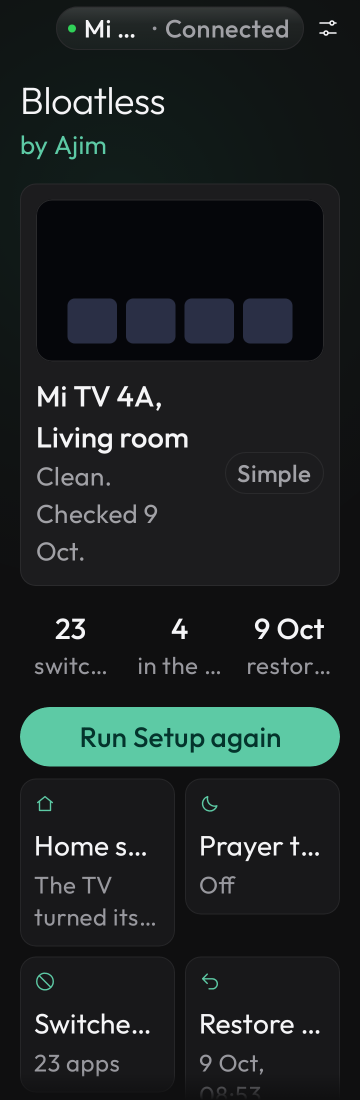 Mi ... · Connected
Bloatless
by Ajim
Mi TV 4A,
Living room
Clean.
Checked 9
Oct.
Simple
23
switc...
4
in the ...
9 Oct
restor...
Run Setup again
Home s...
The TV
turned its...
Prayer t...
Off
Switche...
23 apps
Restore ...
9 Oct,
08:53